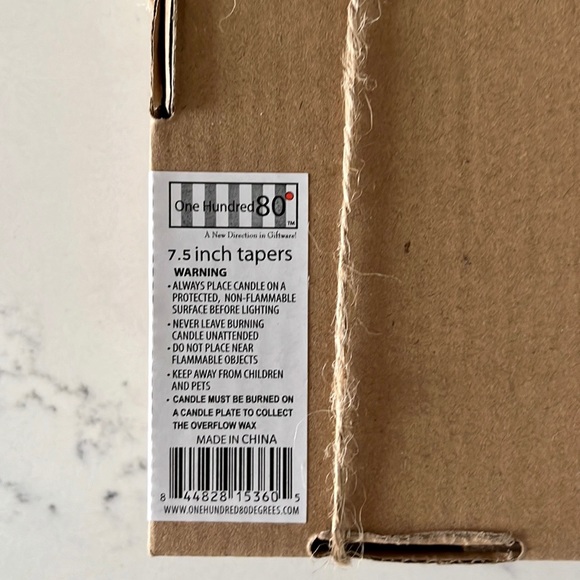 One Hundred 80°
™
A New Direction in Giftware!
7.5 inch tapers
WARNING
• ALWAYS PLACE CANDLE ON A
PROTECTED, NON-FLAMMABLE
SURFACE BEFORE LIGHTING
• NEVER LEAVE BURNING
CANDLE UNATTENDED
• DO NOT PLACE NEAR
FLAMMABLE OBJECTS
• KEEP AWAY FROM CHILDREN
AND PETS
• CANDLE MUST BE BURNED ON
A CANDLE PLATE TO COLLECT
THE OVERFLOW WAX
MADE IN CHINA
8 44828 15360 5
WWW.ONEHUNDRED80DEGREES.COM